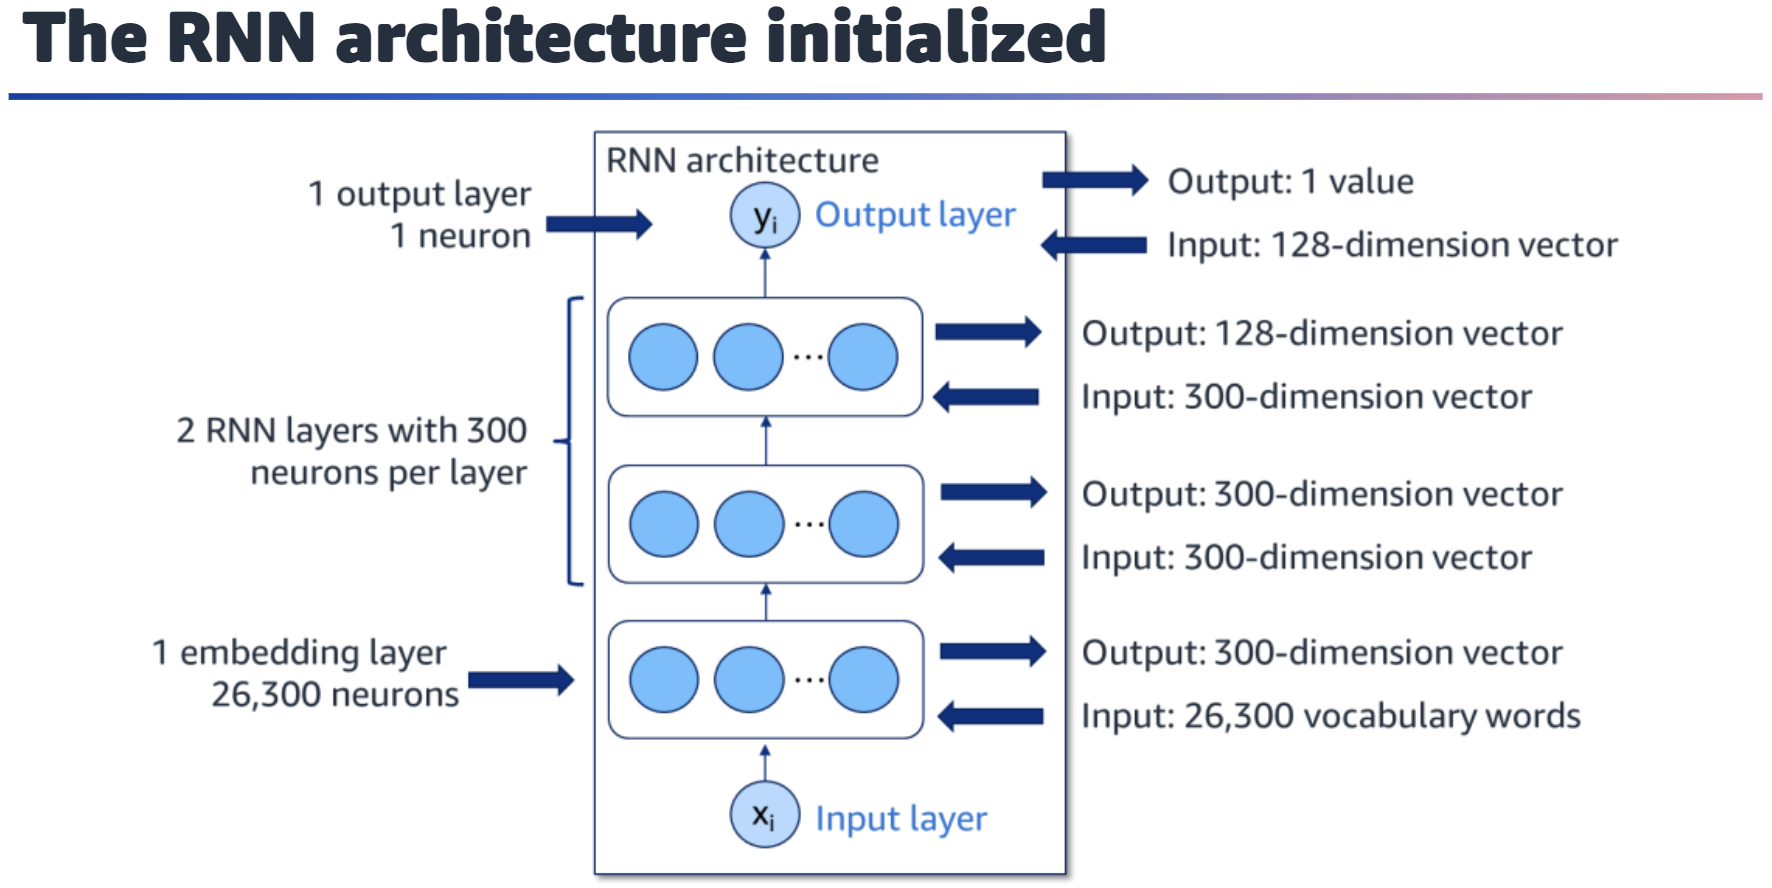 The RNN architecture initialized
RNN architecture
1 output layer
1 neuron
yi
Output layer
Output: 1 value
Input: 128-dimension vector
Output: 128-dimension vector
Input: 300-dimension vector
2 RNN layers with 300
neurons per layer
Output: 300-dimension vector
Input: 300-dimension vector
1 embedding layer
26,300 neurons
Output: 300-dimension vector
Input: 26,300 vocabulary words
xi
Input layer